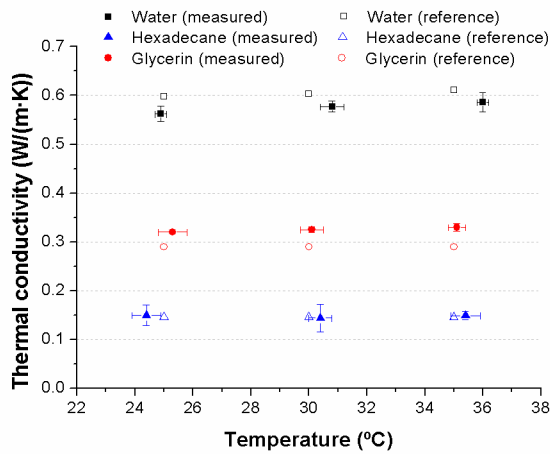 Water (measured) Water (reference)
Hexadecane (measured) Hexadecane (reference)
Glycerin (measured) Glycerin (reference)
Thermal conductivity (W/(m·K))
0.7
0.6
0.5
0.4
0.3
0.2
0.1
0.0
22 24 26 28 30 32 34 36 38
Temperature (ºC)